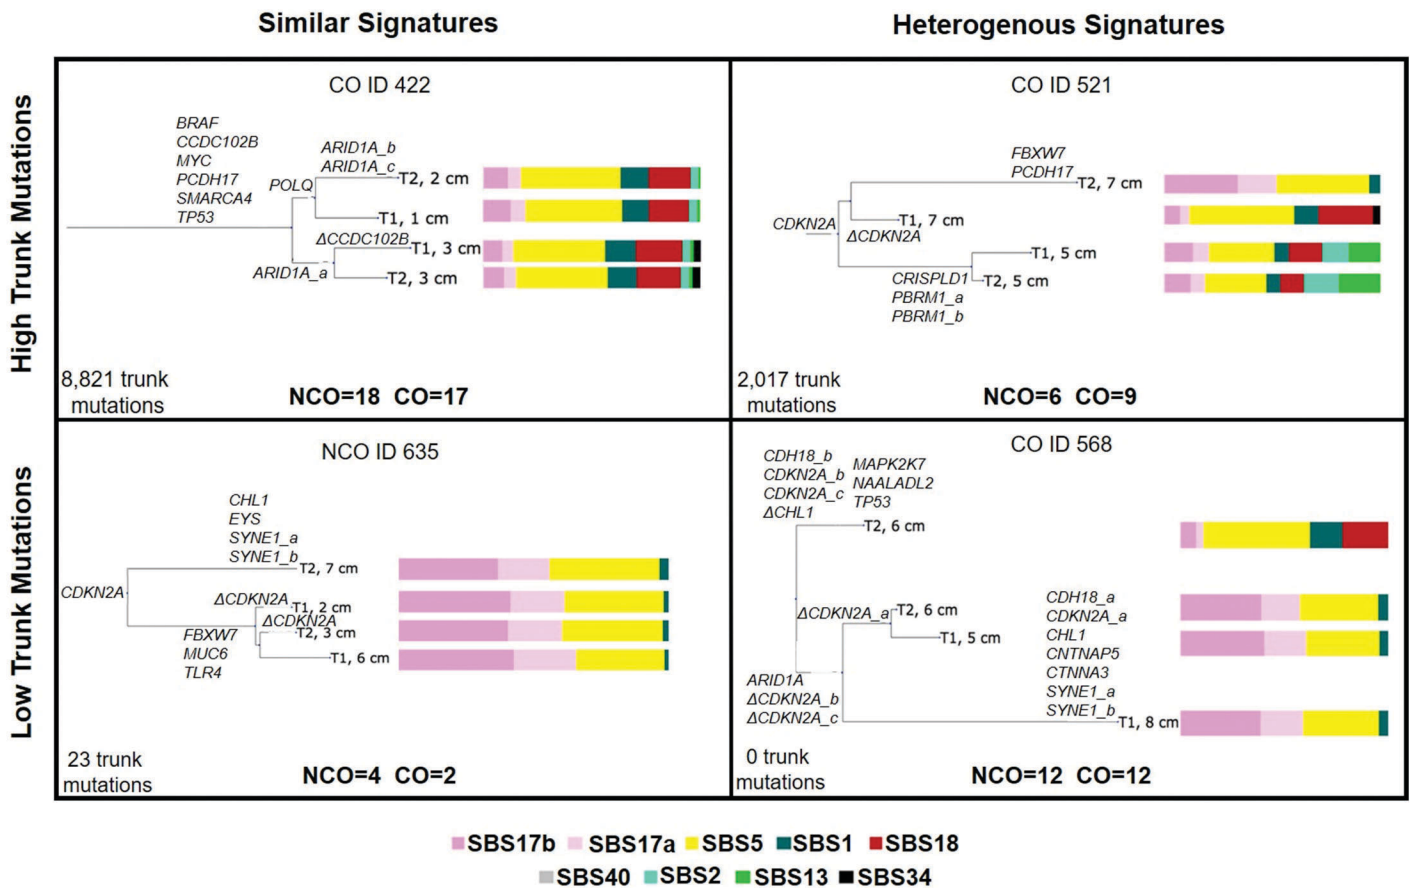 Similar Signatures
Heterogenous Signatures
High Trunk Mutations
Low Trunk Mutations
CO ID 422
BRAF
CCDC102B
MYC
PCDH17
SMARCA4
TP53
POLQ
ARID1A_b
ARID1A_c
T2, 2 cm
T1, 1 cm
ΔCCDC102B
T1, 3 cm
ARID1A_a
T2, 3 cm
8,821 trunk
mutations
NCO=18 CO=17
CO ID 521
FBXW7
PCDH17
T2, 7 cm
CDKN2A
T1, 7 cm
ΔCDKN2A
T1, 5 cm
CRISPLD1
T2, 5 cm
PBRM1_a
PBRM1_b
2,017 trunk
mutations
NCO=6 CO=9
NCO ID 635
CHL1
EYS
SYNE1_a
SYNE1_b
T2, 7 cm
CDKN2A
ΔCDKN2A
T1, 2 cm
ΔCDKN2A
T2, 3 cm
FBXW7
MUC6
TLR4
T1, 6 cm
23 trunk
mutations
NCO=4 CO=2
CO ID 568
CDH18_b
CDKN2A_b
CDKN2A_c
ΔCHL1
MAPK2K7
NAALADL2
TP53
T2, 6 cm
ΔCDKN2A_a
T2, 6 cm
T1, 5 cm
CDH18_a
CDKN2A_a
CHL1
CNTNAP5
CTNNA3
SYNE1_a
SYNE1_b
T1, 8 cm
ARID1A
ΔCDKN2A_b
ΔCDKN2A_c
0 trunk
mutations
NCO=12 CO=12
SBS17b SBS17a SBS5 SBS1 SBS18
SBS40 SBS2 SBS13 SBS34